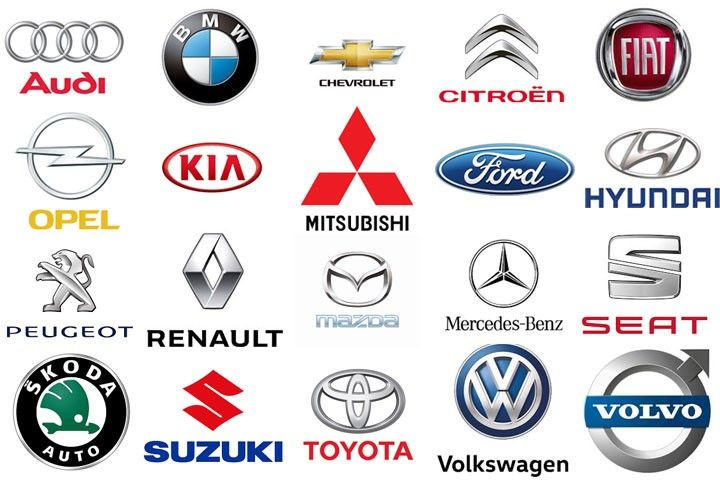 Audi
BMW
CHEVROLET
CITROËN
FIAT
OPEL
KIA
MITSUBISHI
Ford
HYUNDAI
PEUGEOT
RENAULT
mazda
Mercedes-Benz
SEAT
ŠKODA
AUTO
SUZUKI
TOYOTA
VW
Volkswagen
VOLVO